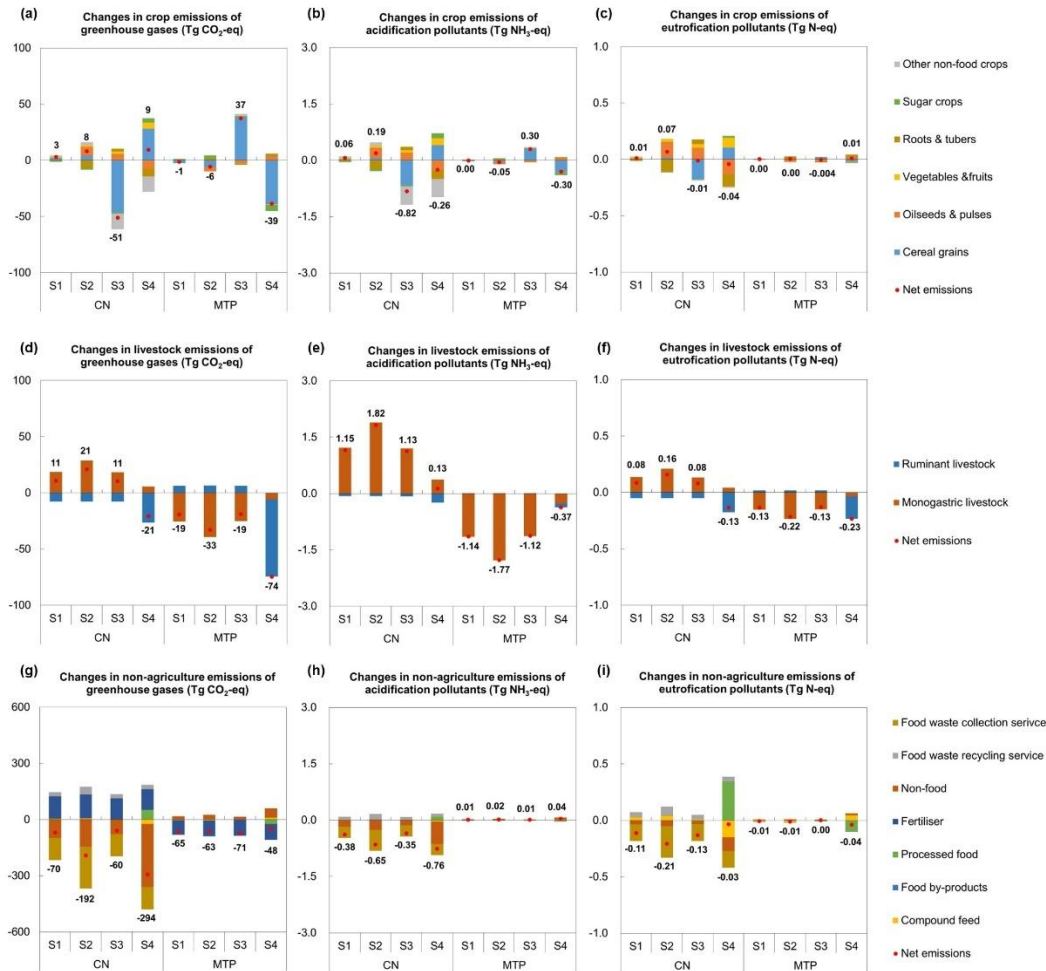 (a) Changes in crop emissions of
greenhouse gases (Tg CO₂-eq)
100
50
0
-50
-100
3
8
-51
9
-1
-6
37
-39
S1 S2 S3 S4 S1 S2 S3 S4
CN MTP
(b) Changes in crop emissions of
acidification pollutants (Tg NH₃-eq)
3.0
1.5
0.0
-1.5
-3.0
0.06
0.19
-0.82
-0.26
0.00
-0.05
0.30
-0.30
S1 S2 S3 S4 S1 S2 S3 S4
CN MTP
(c) Changes in crop emissions of
eutrofication pollutants (Tg N-eq)
1.0
0.5
0.0
-0.5
-1.0
0.01
0.07
-0.01
-0.04
0.00
0.00
-0.004
0.01
S1 S2 S3 S4 S1 S2 S3 S4
CN MTP
Other non-food crops
Sugar crops
Roots & tubers
Vegetables &fruits
Oilseeds & pulses
Cereal grains
Net emissions
(d) Changes in livestock emissions of
greenhouse gases (Tg CO₂-eq)
100
50
0
-50
-100
11
21
11
-21
-19
-33
-19
-74
S1 S2 S3 S4 S1 S2 S3 S4
CN MTP
(e) Changes in livestock emissions of
acidification pollutants (Tg NH₃-eq)
3.0
1.5
0.0
-1.5
-3.0
1.15
1.82
1.13
0.13
-1.14
-1.77
-1.12
-0.37
S1 S2 S3 S4 S1 S2 S3 S4
CN MTP
(f) Changes in livestock emissions of
eutrofication pollutants (Tg N-eq)
1.0
0.5
0.0
-0.5
-1.0
0.08
0.16
0.08
-0.13
-0.13
-0.22
-0.13
-0.23
S1 S2 S3 S4 S1 S2 S3 S4
CN MTP
Ruminant livestock
Monogastric livestock
Net emissions
(g) Changes in non-agriculture emissions of
greenhouse gases (Tg CO₂-eq)
600
300
0
-300
-600
-70
-192
-60
-294
-65
-63
-71
-48
S1 S2 S3 S4 S1 S2 S3 S4
CN MTP
(h) Changes in non-agriculture emissions of
acidification pollutants (Tg NH₃-eq)
3.0
2.0
1.0
0.0
-1.0
-2.0
-3.0
-0.38
-0.65
-0.35
-0.76
0.01
0.02
0.01
0.04
S1 S2 S3 S4 S1 S2 S3 S4
CN MTP
(i) Changes in non-agriculture emissions of
eutrofication pollutants (Tg N-eq)
1.0
0.5
0.0
-0.5
-1.0
-0.11
-0.21
-0.13
-0.03
-0.01
-0.01
0.00
-0.04
S1 S2 S3 S4 S1 S2 S3 S4
CN MTP
Food waste collection serivce
Food waste recycling service
Non-food
Fertiliser
Processed food
Food by-products
Compound feed
Net emissions